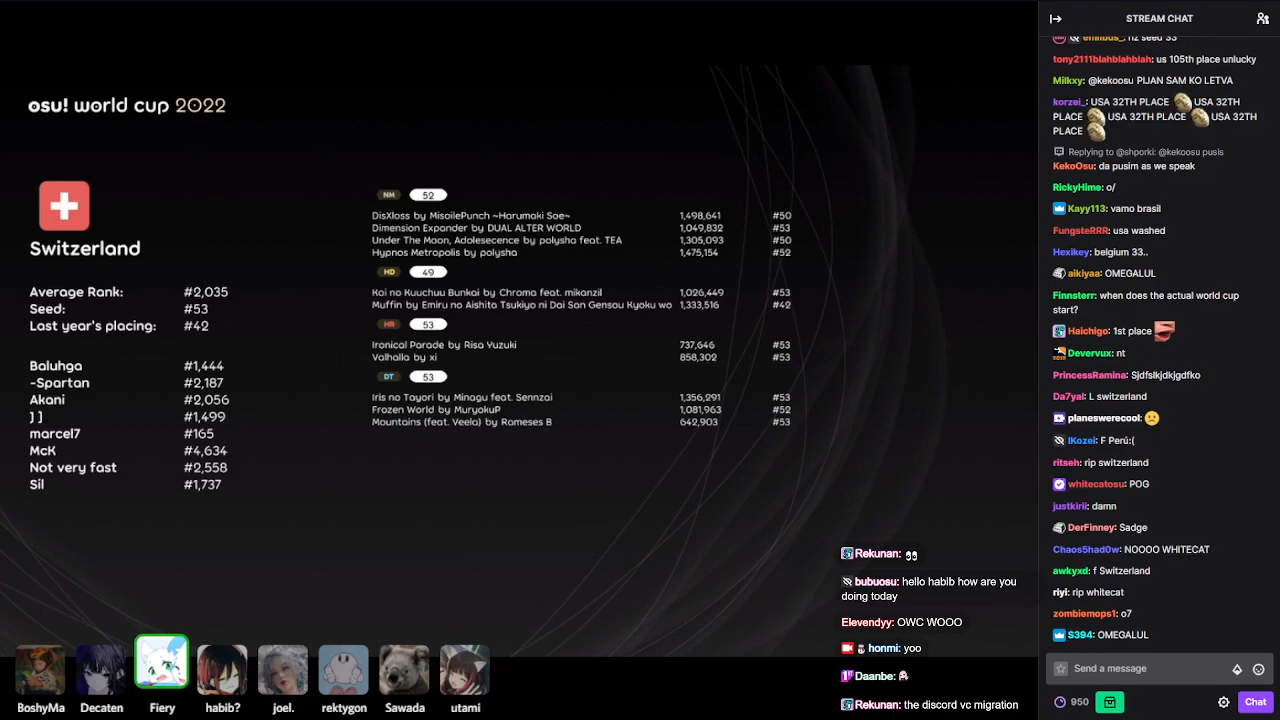 osu! world cup 2022
Switzerland
Average Rank: #2,035
Seed: #53
Last year's placing: #42
Baluhga #1,444
-Spartan #2,187
Akani #2,056
] ] #1,499
marcel7 #165
McK #4,634
Not very fast #2,558
Sil #1,737
NM 52
DisXloss by MisoilePunch ~Harumaki Soe~ 1,498,641 #50
Dimension Expander by DUAL ALTER WORLD 1,049,832 #53
Under The Moon, Adolesecence by polysha feat. TEA 1,305,093 #50
Hypnos Metropolis by polysha 1,475,154 #52
HD 49
Koi no Kuuchuu Bunkai by Chroma feat. mikanzil 1,026,449 #53
Muffin by Emiru no Aishita Tsukiyo ni Dai San Gensou Kyoku wo 1,333,516 #42
HR 53
Ironical Parade by Risa Yuzuki 737,646 #53
Valhalla by xi 858,302 #53
DT 53
Iris no Tayori by Minagu feat. Sennzai 1,356,291 #53
Frozen World by MuryokuP 1,081,963 #52
Mountains (feat. Veela) by Rameses B 642,903 #53
Rekunan:
bubuosu: hello habib how are you
doing today
Elevendyy: OWC WOOO
honmi: yoo
Daanbe:
Rekunan: the discord vc migration
BoshyMa Decaten Fiery habib? joel. rektygon Sawada utami
STREAM CHAT
nz seed 33
tony2111blahblahblah: us 105th place unlucky
Milkxy: @kekoosu PIJAN SAM KO LETVA
korzei_: USA 32TH PLACE USA 32TH
PLACE USA 32TH PLACE USA 32TH
PLACE
Replying to @shporki: @kekoosu pusis
KekoOsu: da pusim as we speak
RickyHime: o/
Kayy113: vamo brasil
FungsteRRR: usa washed
Hexikey: belgium 33..
aikiyaa: OMEGALUL
Finnsterr: when does the actual world cup
start?
Haichigo: 1st place
Devervux: nt
PrincessRamina: Sjdfslkjdkjgdfko
Da7yal: L switzerland
planeswerecool:
IKozei: F Perú:(
ritseh: rip switzerland
whitecatosu: POG
justkirii: damn
DerFinney: Sadge
Chaos5had0w: NOOOO WHITECAT
awkyxd: f Switzerland
riyi: rip whitecat
zombiemops1: o7
S394: OMEGALUL
Send a message
950
Chat